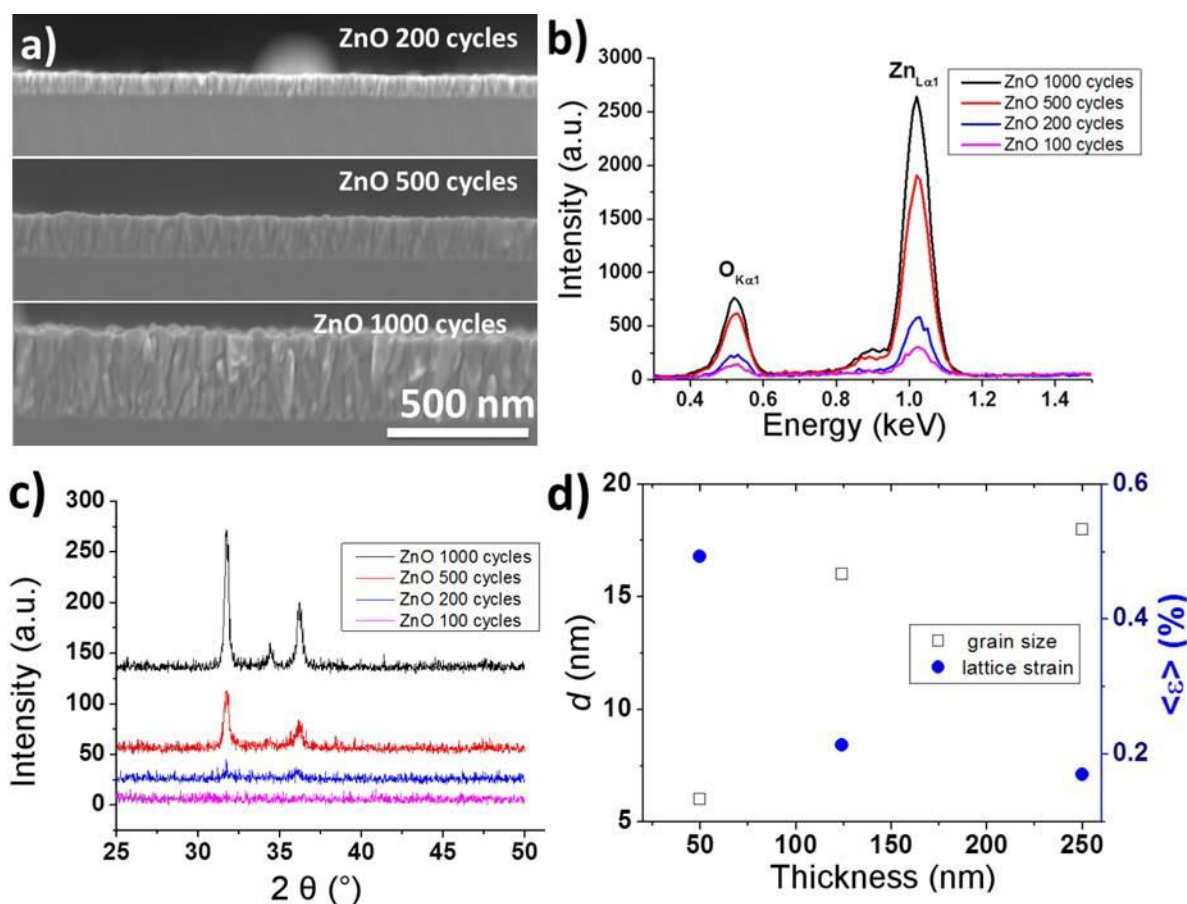 a)
ZnO 200 cycles
ZnO 500 cycles
ZnO 1000 cycles
500 nm
b)
Intensity (a.u.)
3000
2500
2000
1500
1000
500
0
O Kα1
Zn Lα1
ZnO 1000 cycles
ZnO 500 cycles
ZnO 200 cycles
ZnO 100 cycles
0.4 0.6 0.8 1.0 1.2 1.4
Energy (keV)
c)
Intensity (a.u.)
300
250
200
150
100
50
0
ZnO 1000 cycles
ZnO 500 cycles
ZnO 200 cycles
ZnO 100 cycles
25 30 35 40 45 50
2 θ (°)
d)
d (nm)
20
15
10
5
grain size
lattice strain
0.6
0.4
0.2
<ε> (%)
50 100 150 200 250
Thickness (nm)